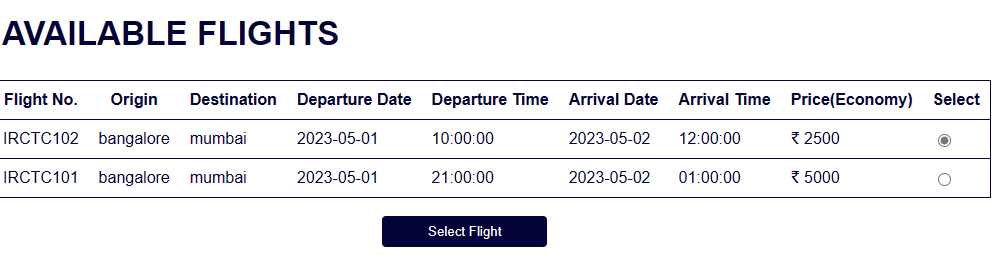 AVAILABLE FLIGHTS
Flight No. Origin Destination Departure Date Departure Time Arrival Date Arrival Time Price(Economy) Select
IRCTC102 bangalore mumbai 2023-05-01 10:00:00 2023-05-02 12:00:00 ₹ 2500
IRCTC101 bangalore mumbai 2023-05-01 21:00:00 2023-05-02 01:00:00 ₹ 5000
Select Flight